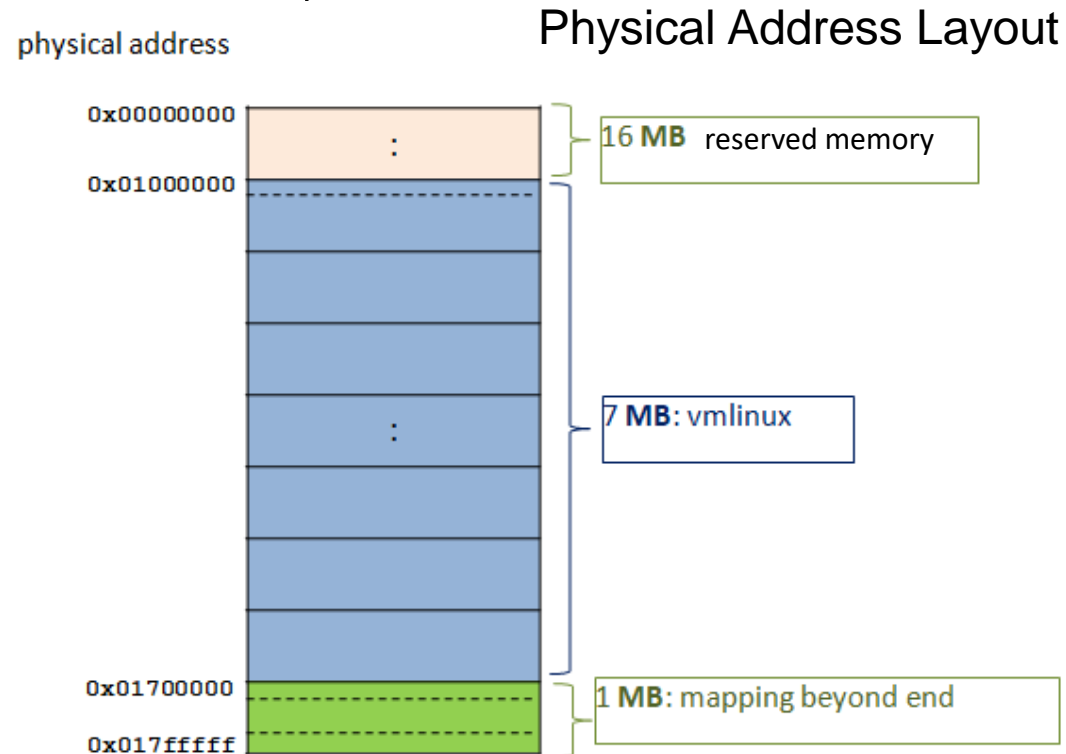 Physical Address Layout
physical address
0x00000000
:
16 MB reserved memory
0x01000000
:
7 MB: vmlinux
0x01700000
1 MB: mapping beyond end
0x017fffff